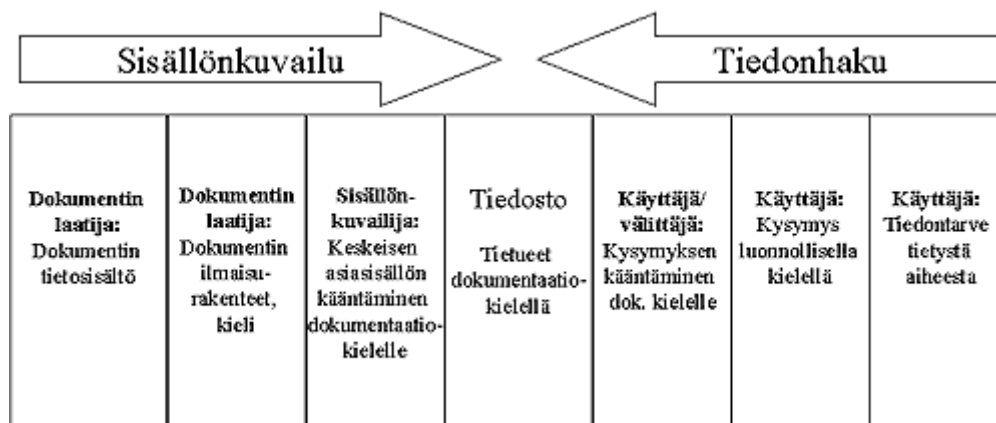 Sisällönkuvailu
Tiedonhaku
Dokumentin
laatija:
Dokumentin
tietosisältö
Dokumentin
laatija:
Dokumentin
ilmaisu-
rakenteet,
kieli
Sisällön-
kuvailija:
Keskeisen
asiasisällön
kääntäminen
dokumentaatio-
kielelle
Tiedosto
Tietueet
dokumentaatio-
kielellä
Käyttäjä/
välittäjä:
Kysymyksen
kääntäminen
dok. kielelle
Käyttäjä:
Kysymys
luonnollisella
kielellä
Käyttäjä:
Tiedontarve
tietystä
aiheesta